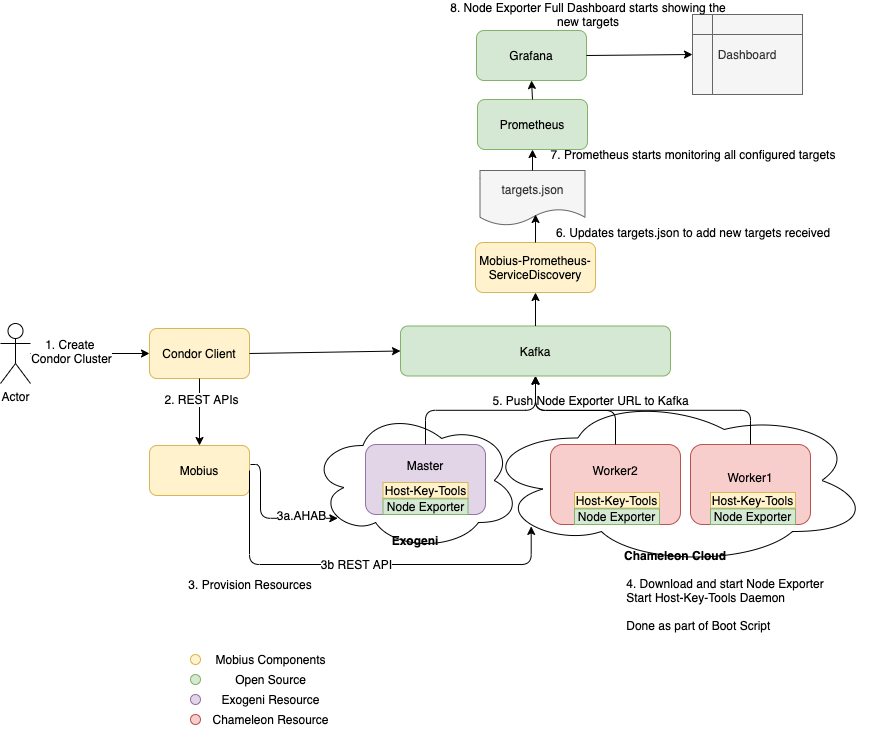 8. Node Exporter Full Dashboard starts showing the
new targets
Grafana
Dashboard
Prometheus
7. Prometheus starts monitoring all configured targets
targets.json
6. Updates targets.json to add new targets received
Mobius-Prometheus-
ServiceDiscovery
1. Create
Condor Cluster
Actor
Condor Client
Kafka
2. REST APIs
5. Push Node Exporter URL to Kafka
Mobius
Master
Host-Key-Tools
Node Exporter
Worker2
Host-Key-Tools
Node Exporter
Worker1
Host-Key-Tools
Node Exporter
3a.AHAB
Exogeni
Chameleon Cloud
3b REST API
3. Provision Resources
4. Download and start Node Exporter
Start Host-Key-Tools Daemon
Done as part of Boot Script
Mobius Components
Open Source
Exogeni Resource
Chameleon Resource